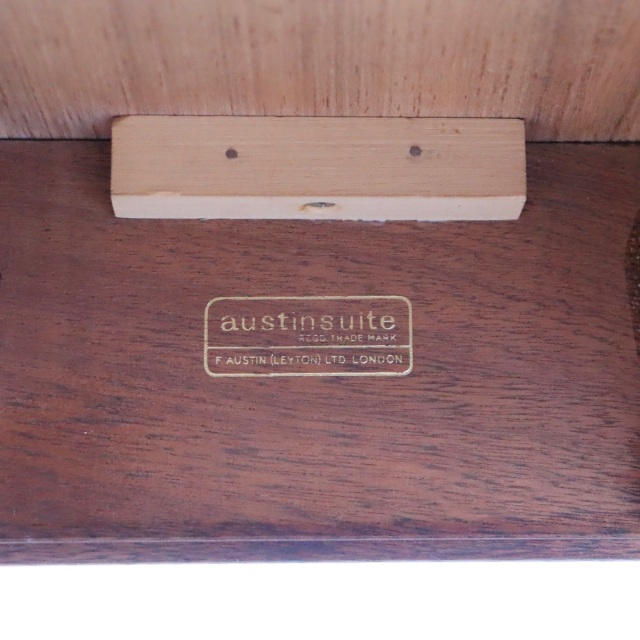 austinsuite
REGD. TRADE MARK
F. AUSTIN (LEYTON) LTD. LONDON